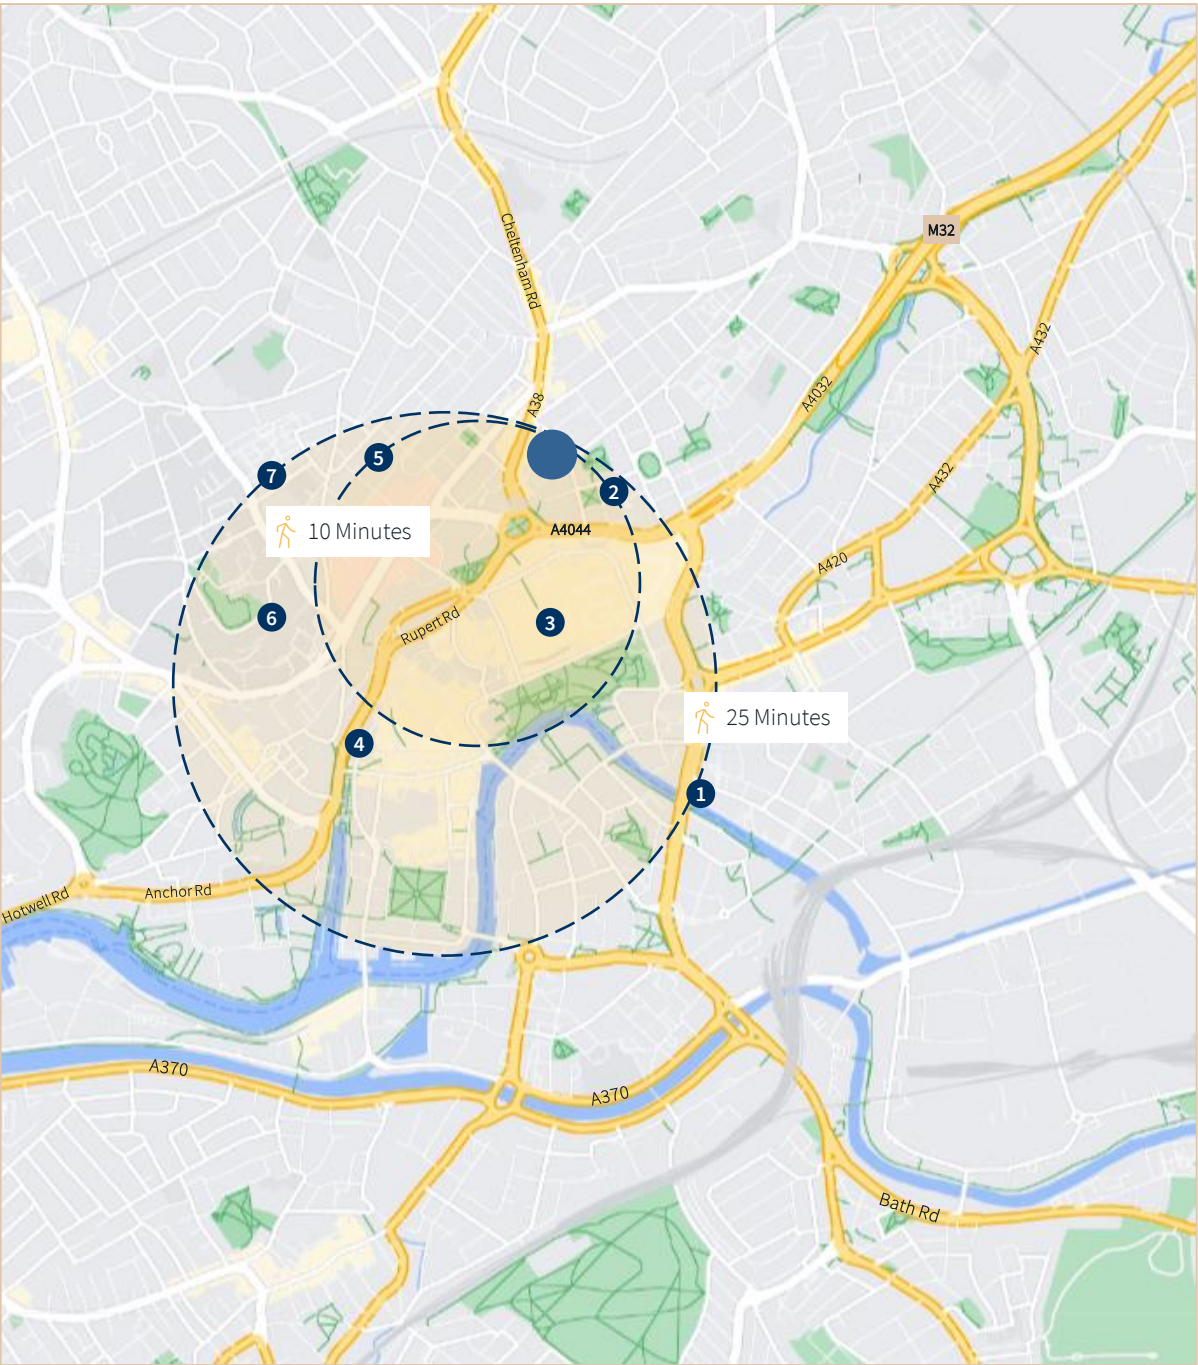 M32
Cheltenham Rd
A432
A4032
A38
5
7
A432
2
10 Minutes
A4044
A420
6
3
Rupert Rd
25 Minutes
4
1
Anchor Rd
Hotwell Rd
A370
A370
Bath Rd